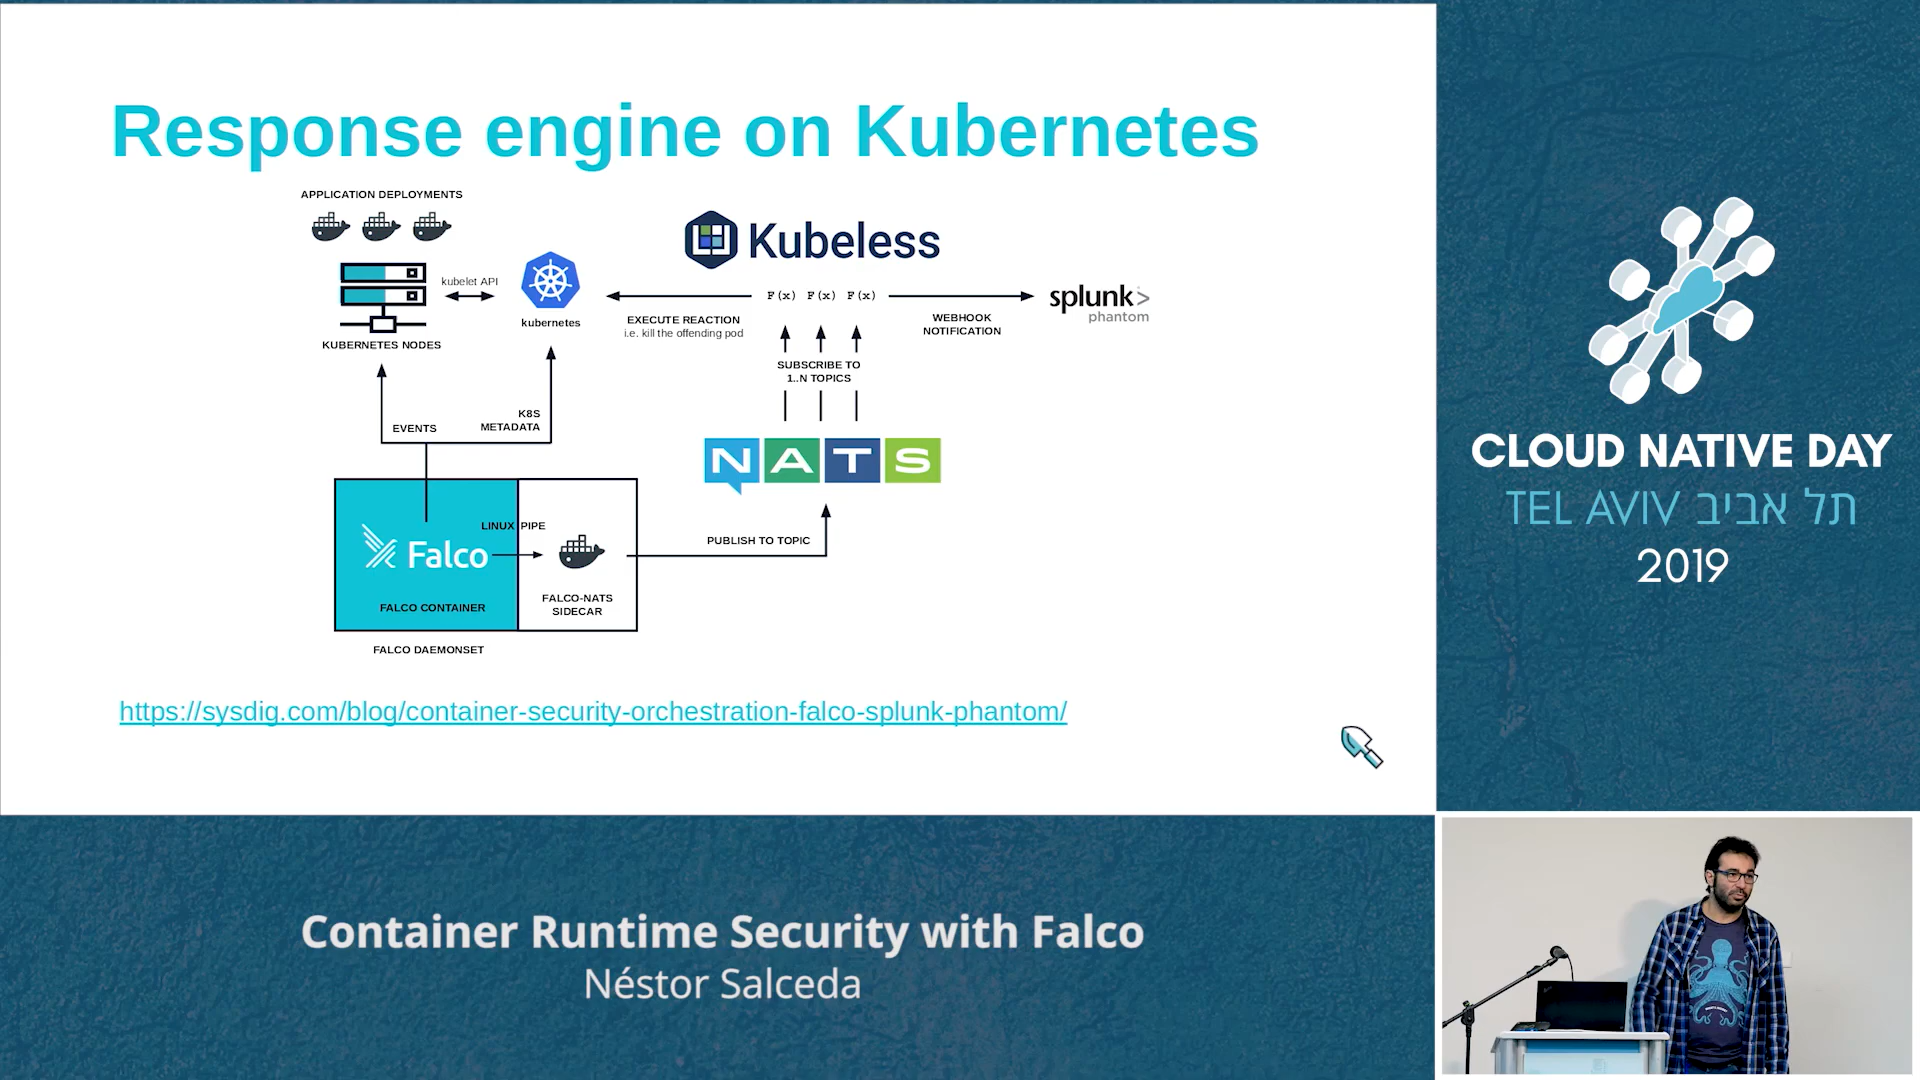 Response engine on Kubernetes
APPLICATION DEPLOYMENTS
Kubeless
kubelet API
F(x) F(x) F(x)
splunk>
phantom
kubernetes
EXECUTE REACTION
i.e. kill the offending pod
WEBHOOK
NOTIFICATION
KUBERNETES NODES
SUBSCRIBE TO
1..N TOPICS
EVENTS
K8S
METADATA
NATS
LINUX PIPE
Falco
PUBLISH TO TOPIC
FALCO CONTAINER
FALCO-NATS
SIDECAR
FALCO DAEMONSET
https://sysdig.com/blog/container-security-orchestration-falco-splunk-phantom/
CLOUD NATIVE DAY
TEL AVIV תל אביב
2019
Container Runtime Security with Falco
Néstor Salceda